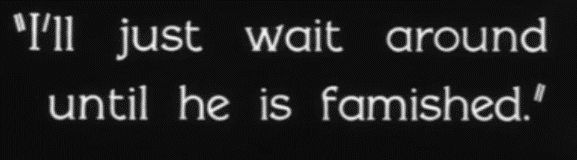 "I'll just wait around
until he is famished."